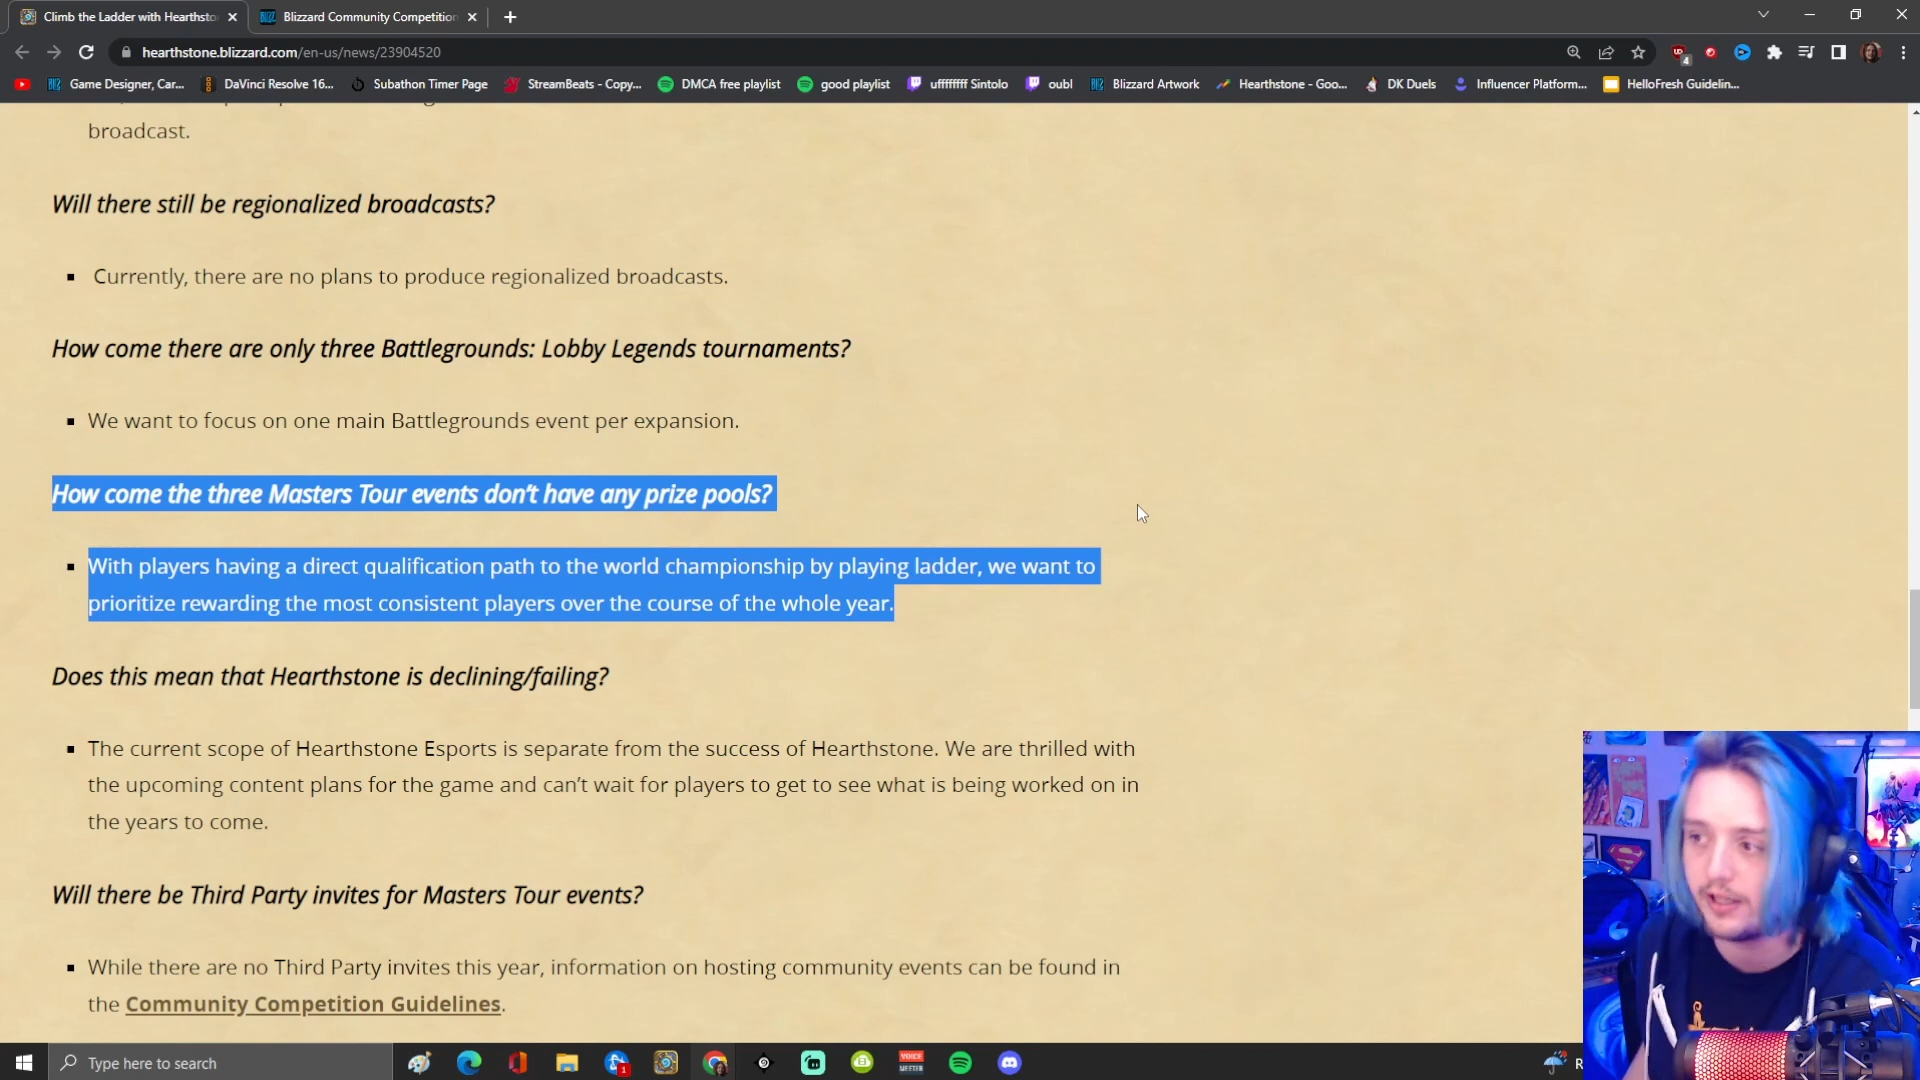 Climb the Ladder with Hearthsto
Blizzard Community Competition
hearthstone.blizzard.com/en-us/news/23904520
4
Game Designer, Car...
DaVinci Resolve 16...
Subathon Timer Page
StreamBeats - Copy...
DMCA free playlist
good playlist
uffffffff Sintolo
oubl
Blizzard Artwork
Hearthstone - Goo...
DK Duels
Influencer Platform...
HelloFresh Guidelin...
broadcast.
Will there still be regionalized broadcasts?
▪ Currently, there are no plans to produce regionalized broadcasts.
How come there are only three Battlegrounds: Lobby Legends tournaments?
▪ We want to focus on one main Battlegrounds event per expansion.
How come the three Masters Tour events don't have any prize pools?
▪ With players having a direct qualification path to the world championship by playing ladder, we want to
prioritize rewarding the most consistent players over the course of the whole year.
Does this mean that Hearthstone is declining/failing?
▪ The current scope of Hearthstone Esports is separate from the success of Hearthstone. We are thrilled with
the upcoming content plans for the game and can’t wait for players to get to see what is being worked on in
the years to come.
Will there be Third Party invites for Masters Tour events?
▪ While there are no Third Party invites this year, information on hosting community events can be found in
the Community Competition Guidelines.
Type here to search
1
VOICE
MEETER
R